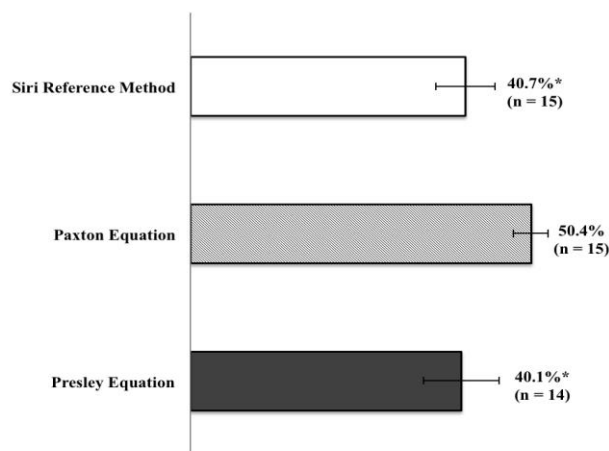 Siri Reference Method
40.7%*
(n = 15)
Paxton Equation
50.4%
(n = 15)
Presley Equation
40.1%*
(n = 14)